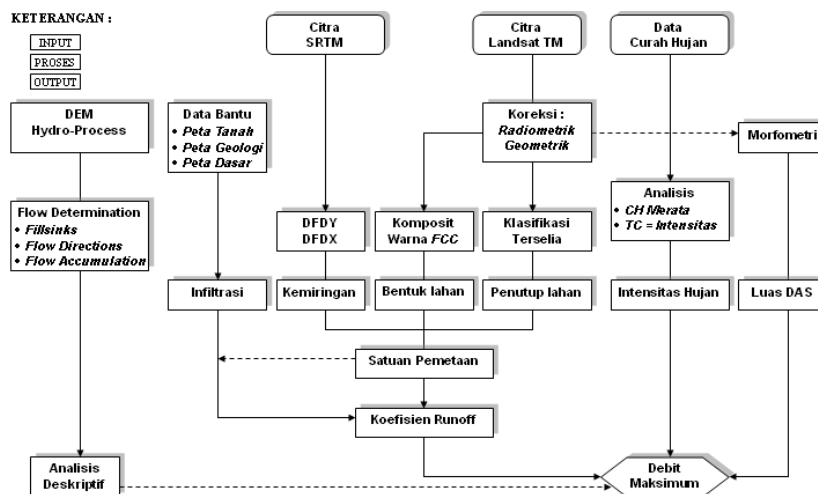 KETERANGAN :
INPUT
PROSES
OUTPUT
Citra
SRTM
Citra
Landsat TM
Data
Curah Hujan
DEM
Hydro-Process
Data Bantu
• Peta Tanah
• Peta Geologi
• Peta Dasar
Koreksi :
Radiometrik
Geometrik
Morfometri
Flow Determination
• Fillsinks
• Flow Directions
• Flow Accumulation
DFDY
DFDX
Komposit
Warna FCC
Klasifikasi
Terselia
Analisis
• CH Merata
• TC = Intensitas
Infiltrasi
Kemiringan
Bentuk lahan
Penutup lahan
Intensitas Hujan
Luas DAS
Satuan Pemetaan
Koefisien Runoff
Analisis
Deskriptif
Debit
Maksimum